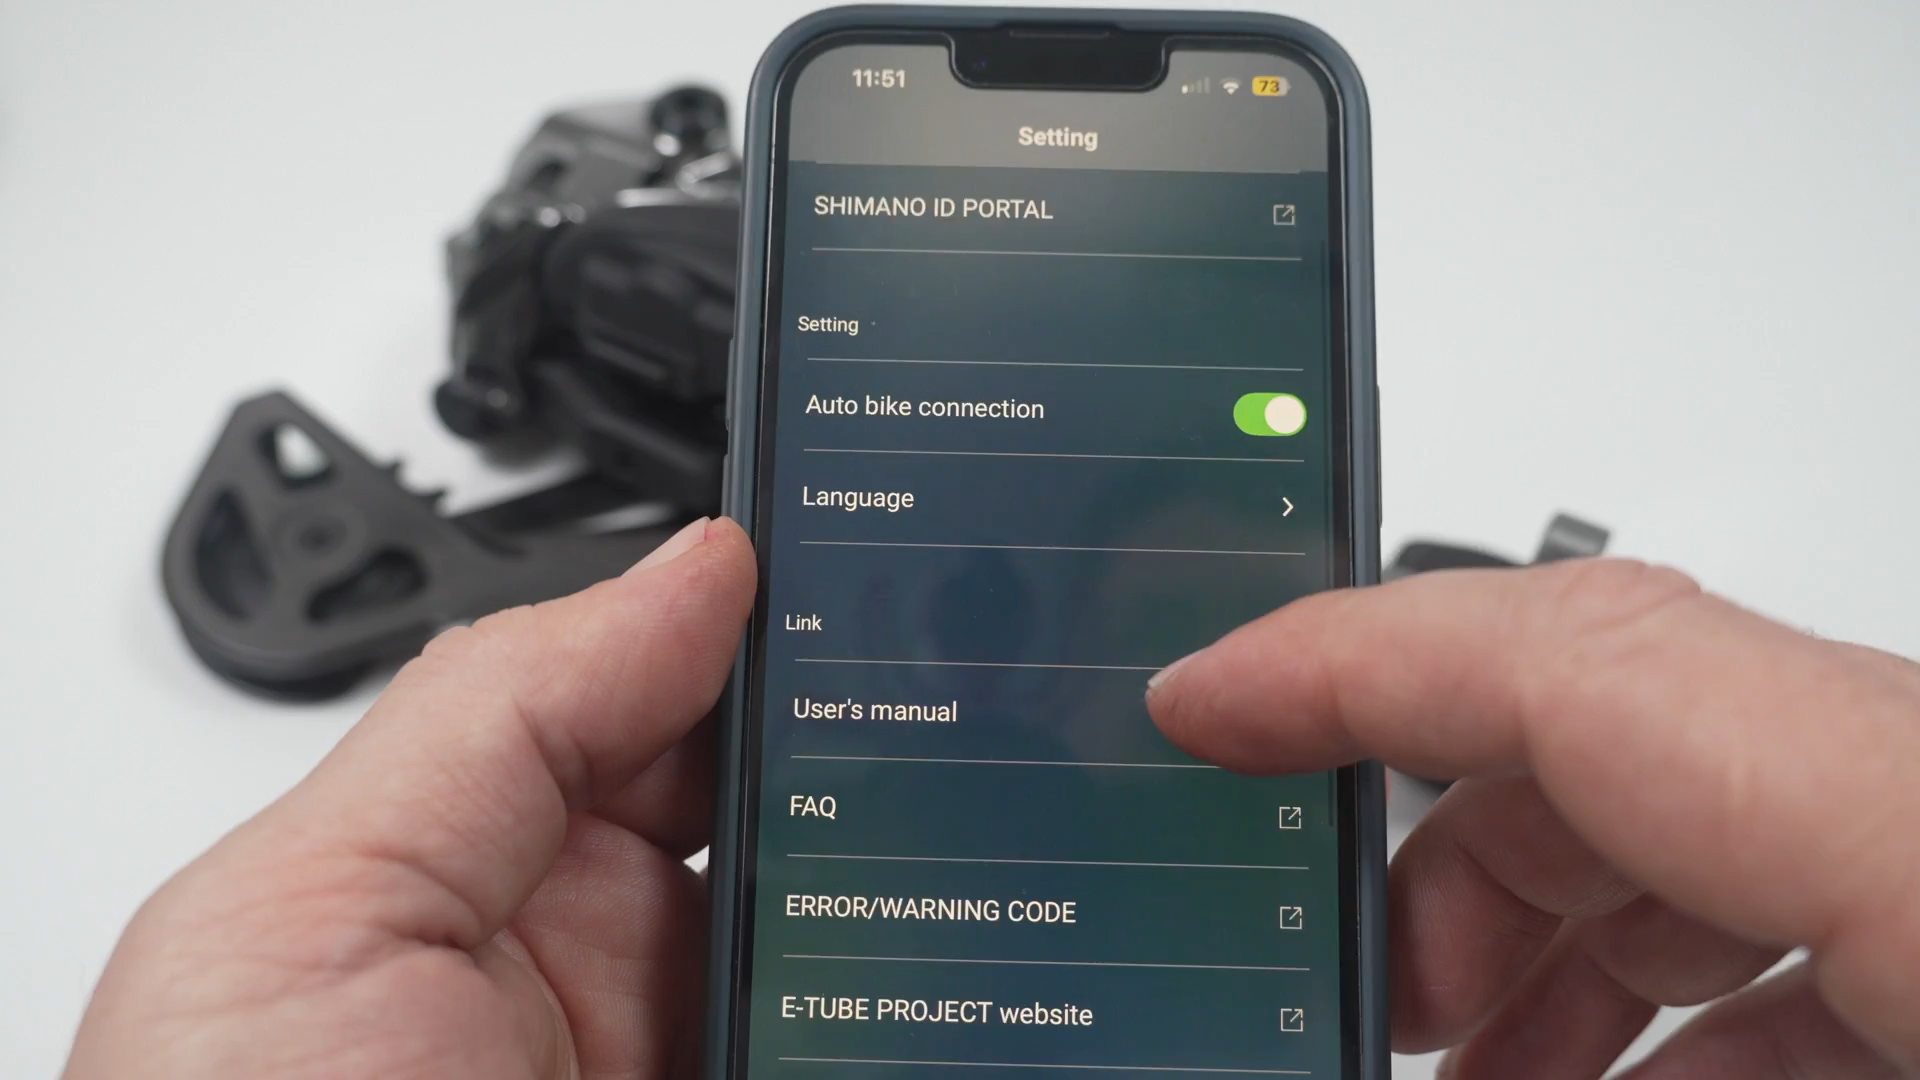 11:51
73
Setting
SHIMANO ID PORTAL
Setting
Auto bike connection
Language
Link
User's manual
FAQ
ERROR/WARNING CODE
E-TUBE PROJECT website